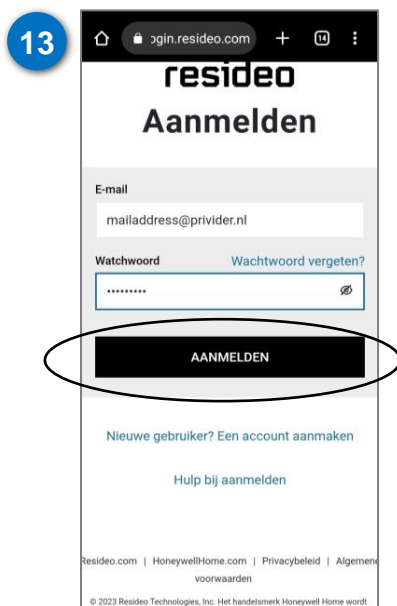 13
ogin.resideo.com 14
resideo
Aanmelden
E-mail
mailaddress@privider.nl
Watchwoord Wachtwoord vergeten?
•••••••••
AANMELDEN
Nieuwe gebruiker? Een account aanmaken
Hulp bij aanmelden
Resideo.com | HoneywellHome.com | Privacybeleid | Algemene
voorwaarden
© 2023 Resideo Technologies, Inc. Het handelsmerk Honeywell Home wordt